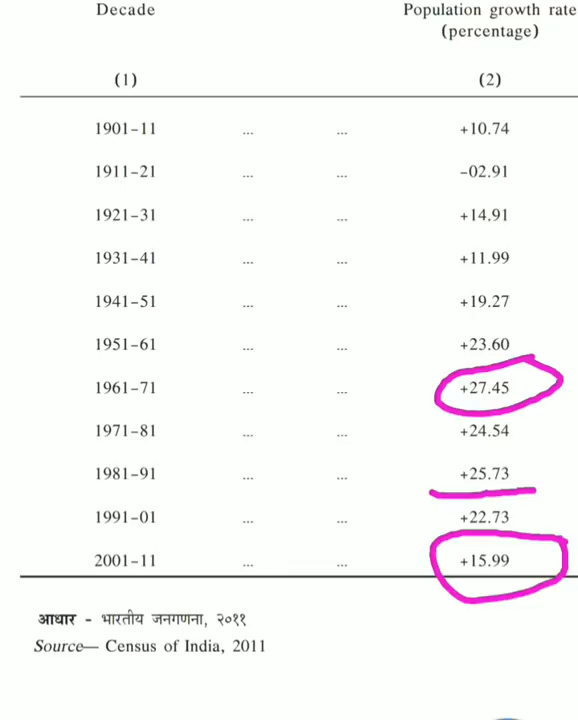 Decade Population growth rate
(percentage)
(1) (2)
1901–11 ... ... +10.74
1911–21 ... ... –02.91
1921–31 ... ... +14.91
1931–41 ... ... +11.99
1941–51 ... ... +19.27
1951–61 ... ... +23.60
1961–71 ... ... +27.45
1971–81 ... ... +24.54
1981–91 ... ... +25.73
1991–01 ... ... +22.73
2001–11 ... ... +15.99
आधार - भारतीय जनगणना, २०११
Source— Census of India, 2011